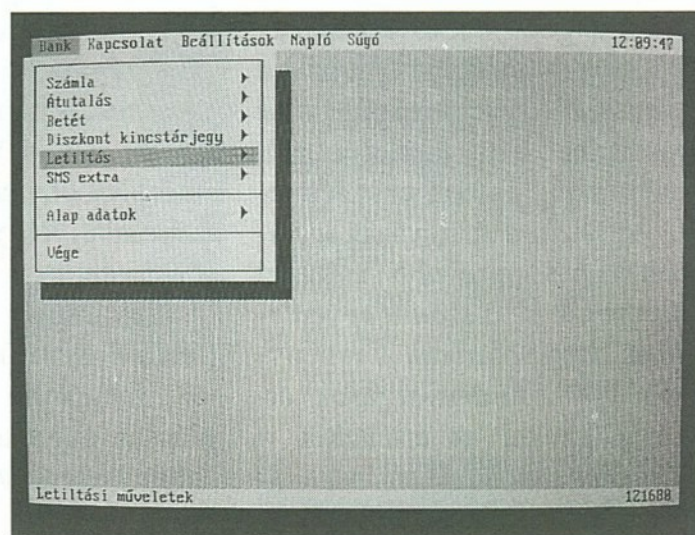 Bank Kapcsolat Beállítások Napló Súgó 12:09:47
Számla
Átutalás
Betét
Diszkont kincstárjegy
Letiltás
SMS extra
Alap adatok
Vége
Letiltási műveletek 121688